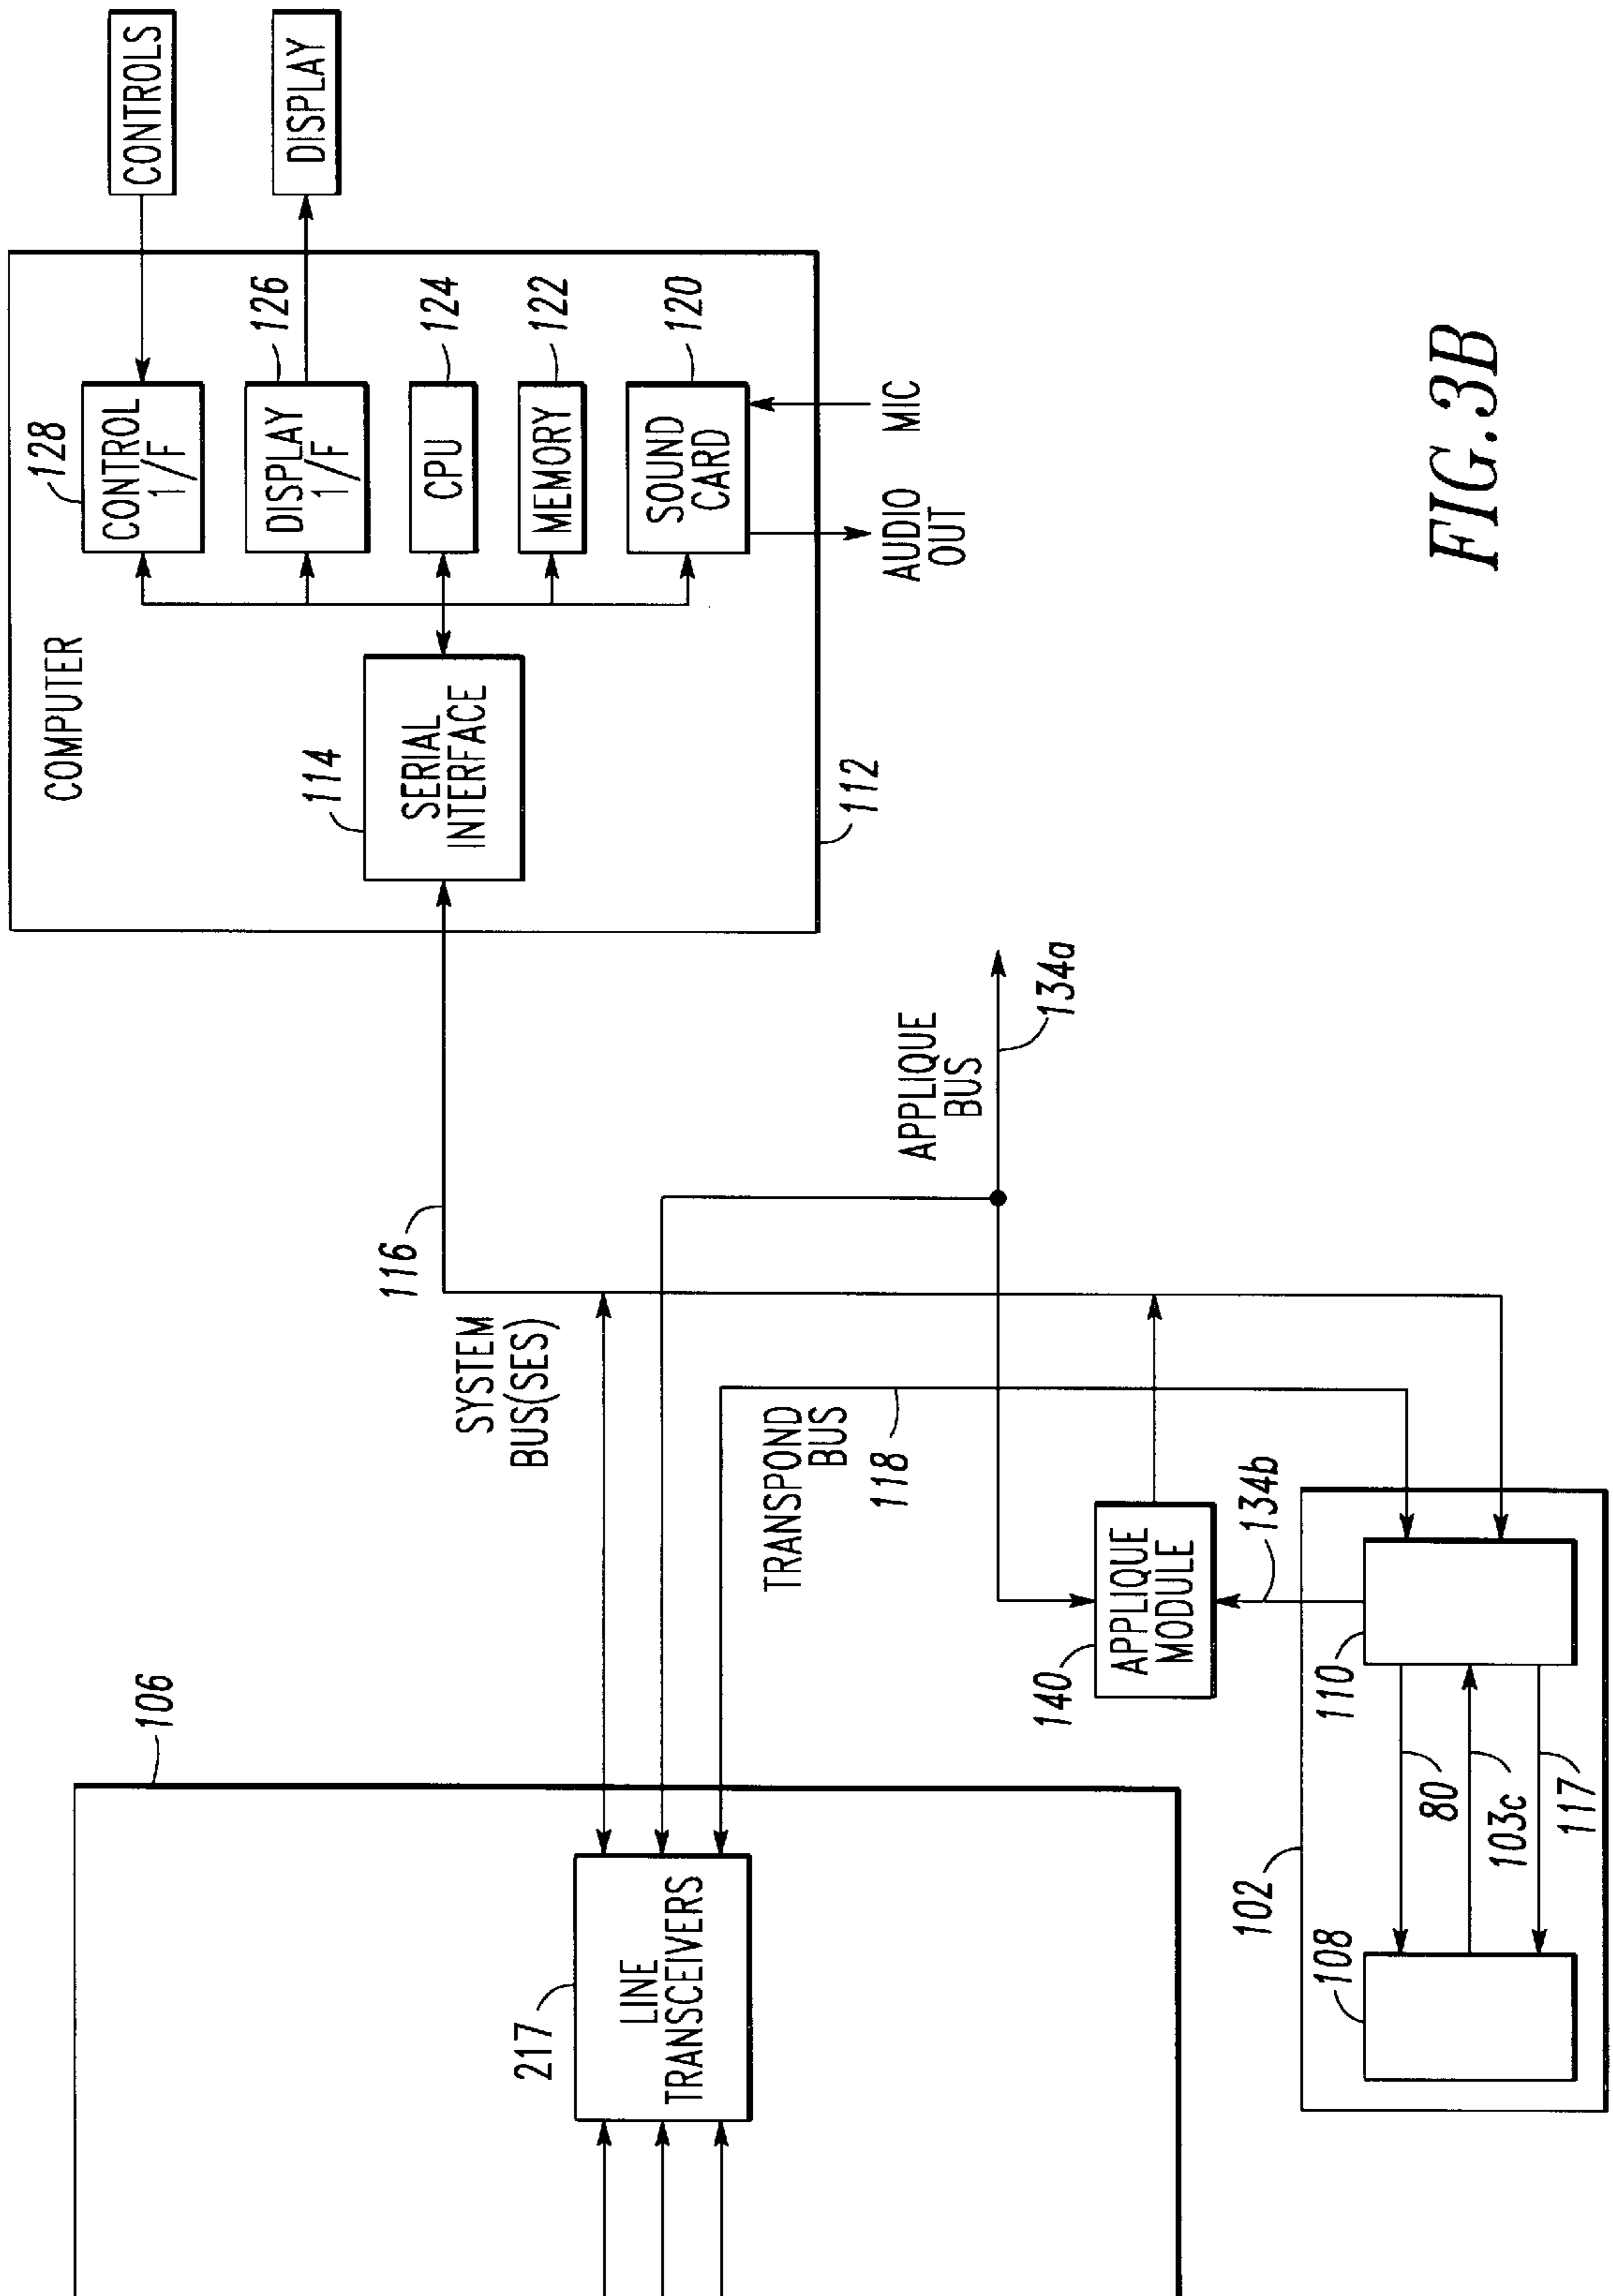 CONTROLS
DISPLAY
COMPUTER
128
CONTROL
1/F
126
DISPLAY
1/F
124
CPU
122
MEMORY
120
SOUND
CARD
MIC
AUDIO
OUT
114
SERIAL
INTERFACE
112
116
SYSTEM
BUS(SES)
APPLIQUE
BUS
134a
TRANSPOND
BUS
118
106
217
LINE
TRANSCEIVERS
140
APPLIQUE
MODULE
134b
102
108
110
80
103c
117
FIG.3B